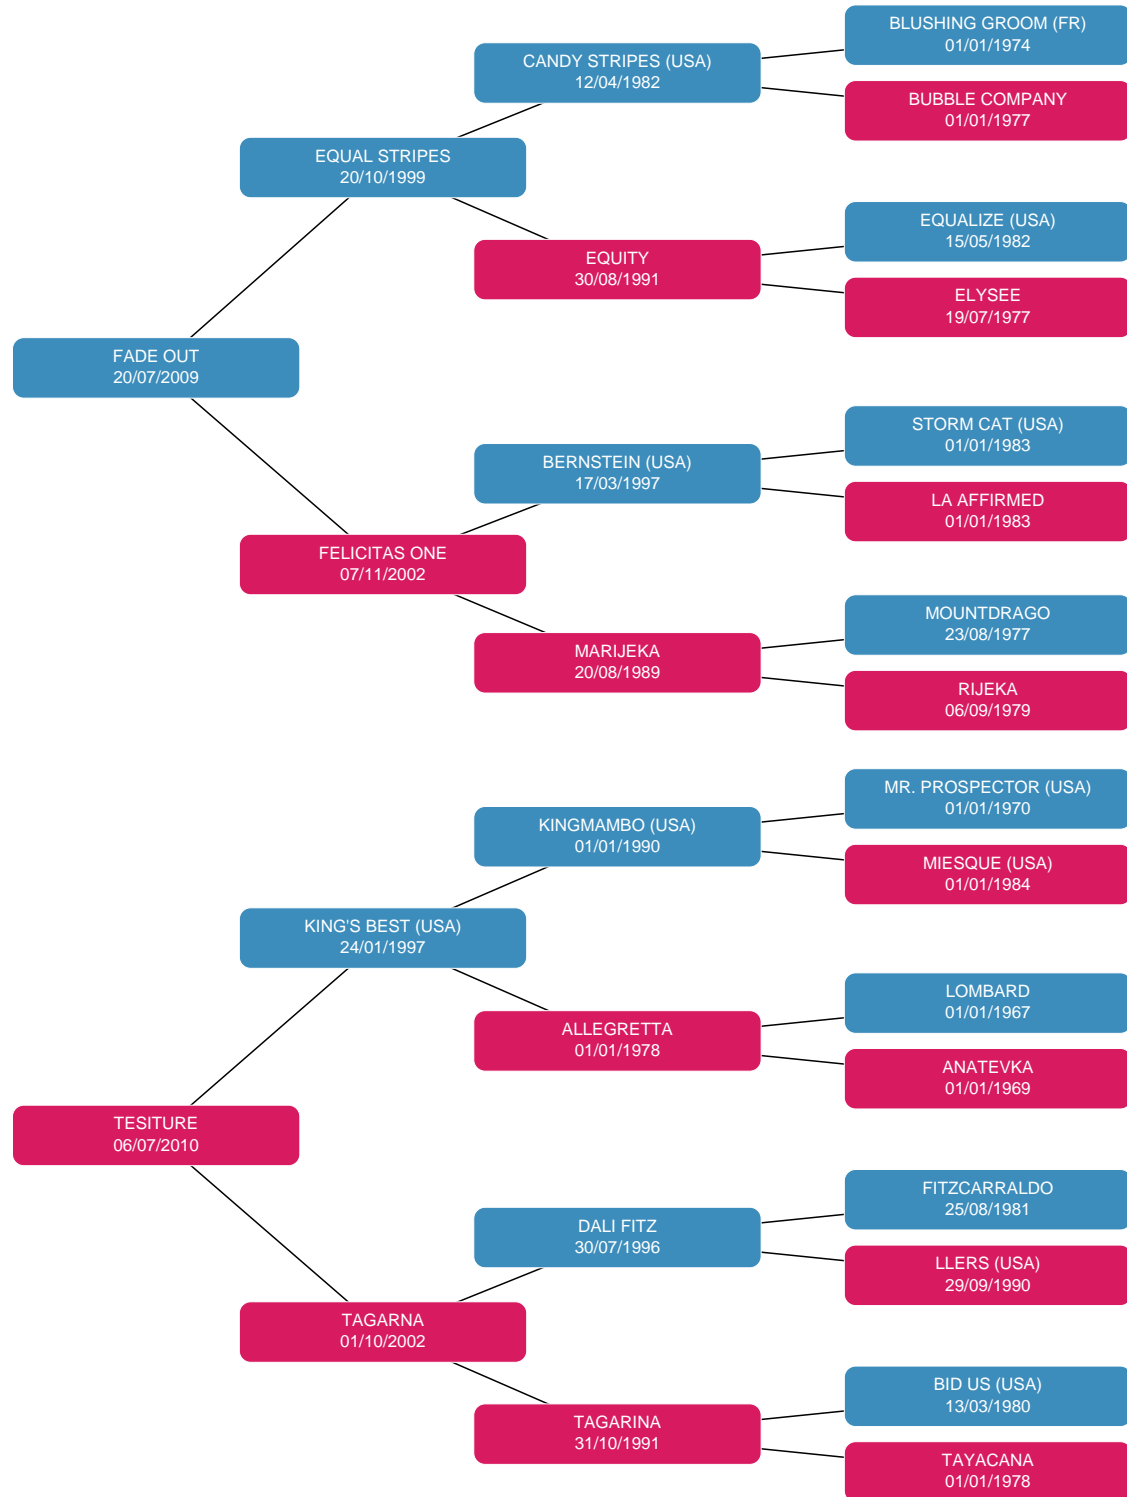 BLUSHING GROOM (FR)
01/01/1974
CANDY STRIPES (USA)
12/04/1982
BUBBLE COMPANY
01/01/1977
EQUAL STRIPES
20/10/1999
EQUALIZE (USA)
15/05/1982
EQUITY
30/08/1991
ELYSEE
19/07/1977
FADE OUT
20/07/2009
STORM CAT (USA)
01/01/1983
BERNSTEIN (USA)
17/03/1997
LA AFFIRMED
01/01/1983
FELICITAS ONE
07/11/2002
MOUNTDRAGO
23/08/1977
MARIJEKA
20/08/1989
RIJEKA
06/09/1979
MR. PROSPECTOR (USA)
01/01/1970
KINGMAMBO (USA)
01/01/1990
MIESQUE (USA)
01/01/1984
KING'S BEST (USA)
24/01/1997
LOMBARD
01/01/1967
ALLEGRETTA
01/01/1978
ANATEVKA
01/01/1969
TESITURE
06/07/2010
FITZCARRALDO
25/08/1981
DALI FITZ
30/07/1996
LLERS (USA)
29/09/1990
TAGARNA
01/10/2002
BID US (USA)
13/03/1980
TAGARINA
31/10/1991
TAYACANA
01/01/1978